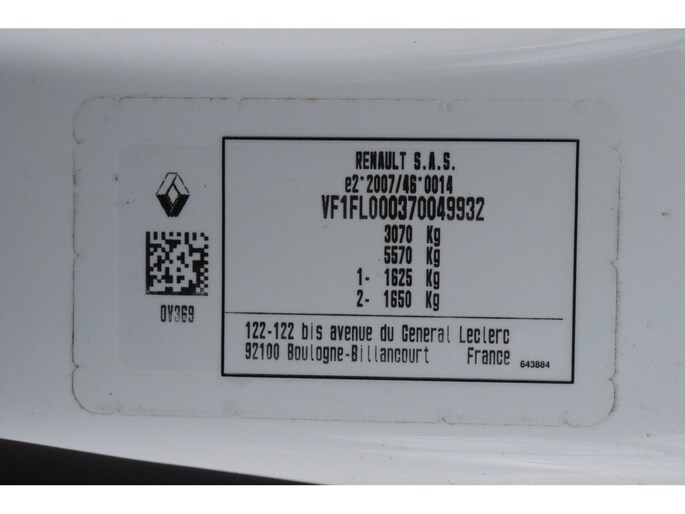 RENAULT S.A.S.
e2*2007/46*0014
VF1FL000370049932
3070 Kg
5570 Kg
1- 1625 Kg
2- 1650 Kg
OV369
122-122 bis avenue du General Leclerc
92100 Boulogne-Billancourt France
643884